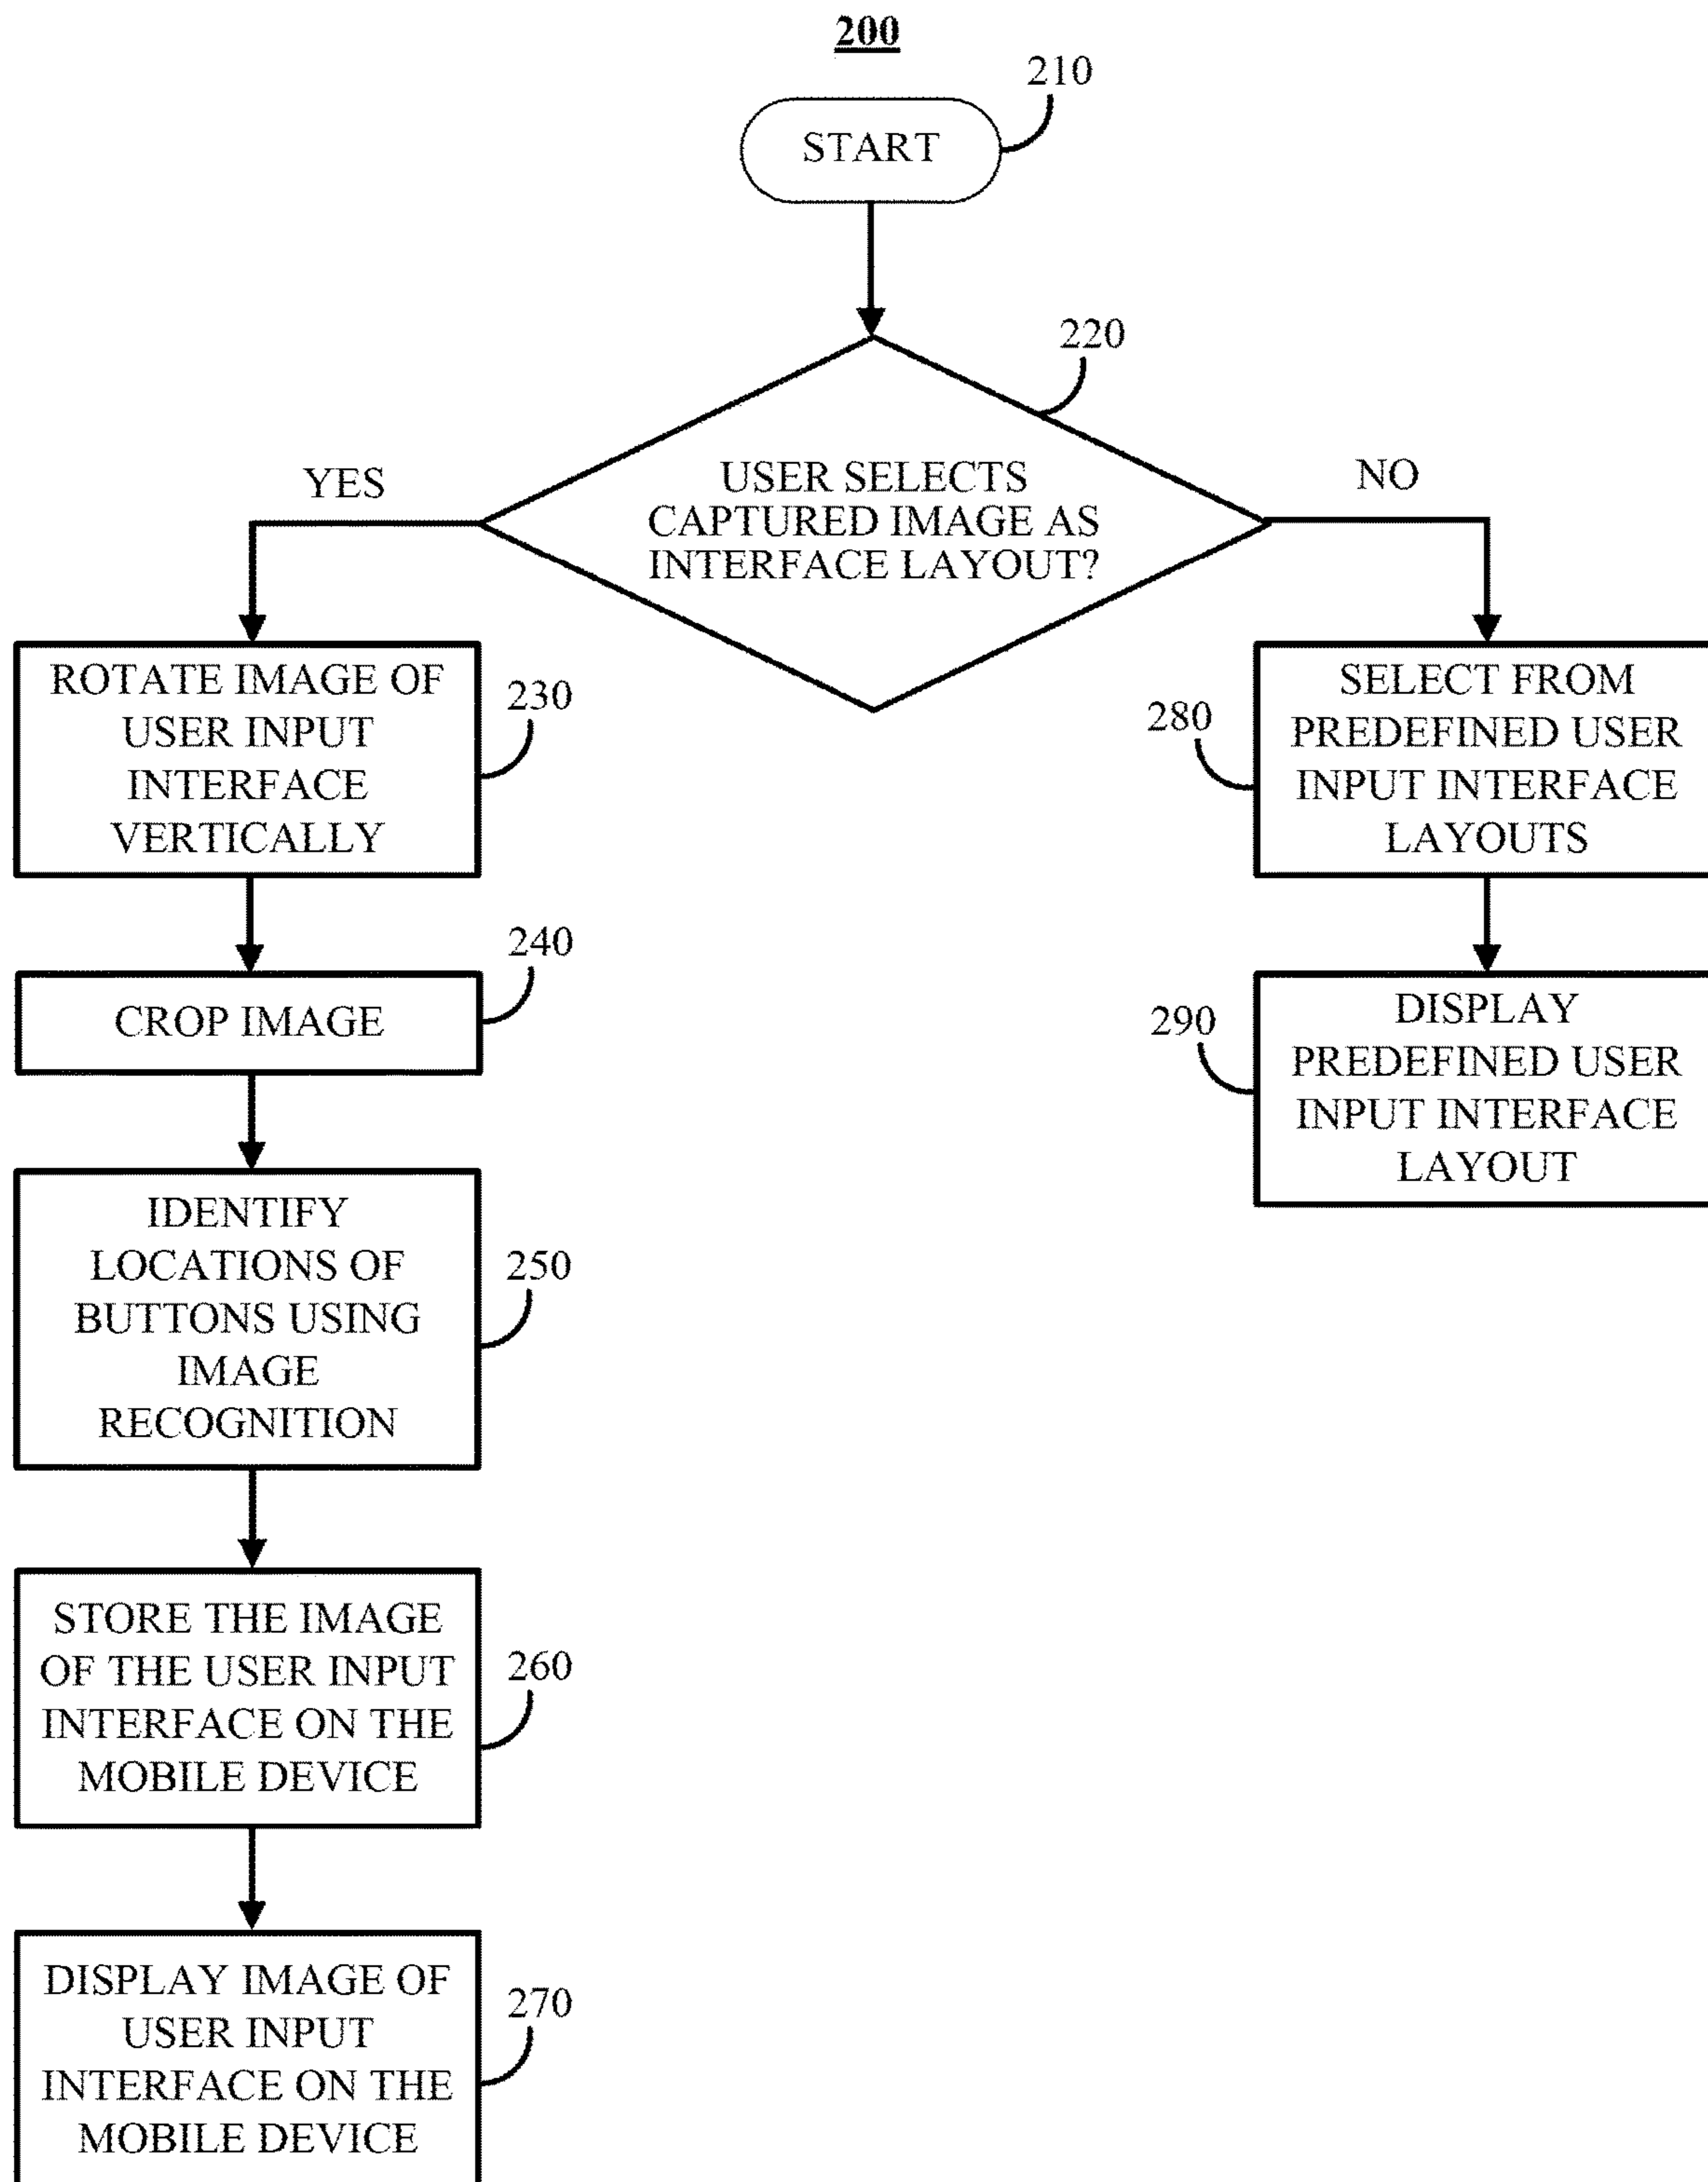 200
210
START
220
USER SELECTS
CAPTURED IMAGE AS
INTERFACE LAYOUT?
YES
NO
ROTATE IMAGE OF
USER INPUT
INTERFACE
VERTICALLY
230
CROP IMAGE
240
IDENTIFY
LOCATIONS OF
BUTTONS USING
IMAGE
RECOGNITION
250
STORE THE IMAGE
OF THE USER INPUT
INTERFACE ON THE
MOBILE DEVICE
260
DISPLAY IMAGE OF
USER INPUT
INTERFACE ON THE
MOBILE DEVICE
270
280
SELECT FROM
PREDEFINED USER
INPUT INTERFACE
LAYOUTS
290
DISPLAY
PREDEFINED USER
INPUT INTERFACE
LAYOUT